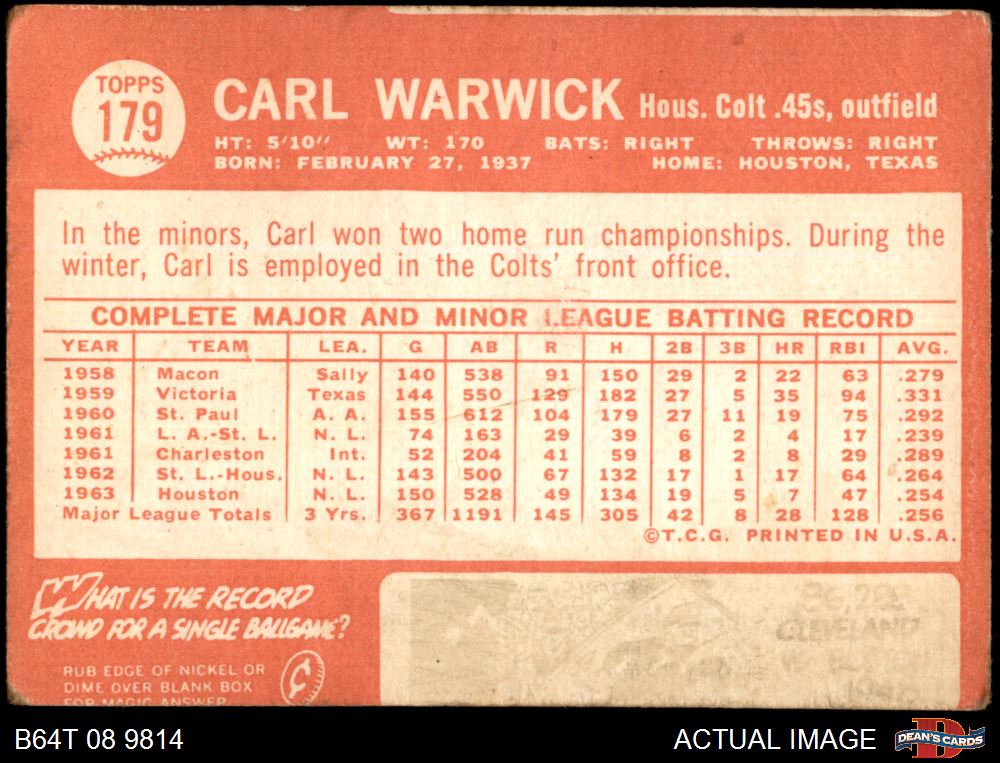 TOPPS
179
CARL WARWICK Hous. Colt .45s, outfield
HT: 5'10" WT: 170 BATS: RIGHT THROWS: RIGHT
BORN: FEBRUARY 27, 1937 HOME: HOUSTON, TEXAS
In the minors, Carl won two home run championships. During the
winter, Carl is employed in the Colts' front office.
COMPLETE MAJOR AND MINOR LEAGUE BATTING RECORD
YEAR TEAM LEA. G AB R H 2B 3B HR RBI AVG.
1958 Macon Sally 140 538 91 150 29 2 22 63 .279
1959 Victoria Texas 144 550 129 182 27 5 35 94 .331
1960 St. Paul A. A. 155 612 104 179 27 11 19 75 .292
1961 L. A.-St. L. N. L. 74 163 29 39 6 2 4 17 .239
1961 Charleston Int. 52 204 41 59 8 2 8 29 .289
1962 St. L.-Hous. N. L. 143 500 67 132 17 1 17 64 .264
1963 Houston N. L. 150 528 49 134 19 5 7 47 .254
Major League Totals 3 Yrs. 367 1191 145 305 42 8 28 128 .256
©T.C.G. PRINTED IN U.S.A.
WHAT IS THE RECORD
CROWD FOR A SINGLE BALLGAME?
RUB EDGE OF NICKEL OR
DIME OVER BLANK BOX
FOR MAGIC ANSWER
CLEVELAND
B64T 08 9814 ACTUAL IMAGE DEAN'S CARDS